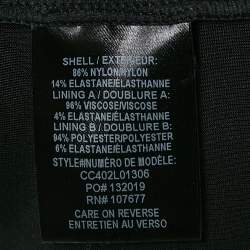 SHELL / EXTÉRIEUR:
86% NYLON/NYLON
14% ELASTANE/ÉLASTHANNE
LINING A / DOUBLURE A:
96% VISCOSE/VISCOSE
4% ELASTANE/ÉLASTHANNE
LINING B / DOUBLURE B:
94% POLYESTER/POLYESTER
6% ELASTANE/ÉLASTHANNE
STYLE#/NUMÉRO DE MODÈLE:
CC402L01306
PO# 132019
RN# 107677
CARE ON REVERSE
ENTRETIEN AU VERSO